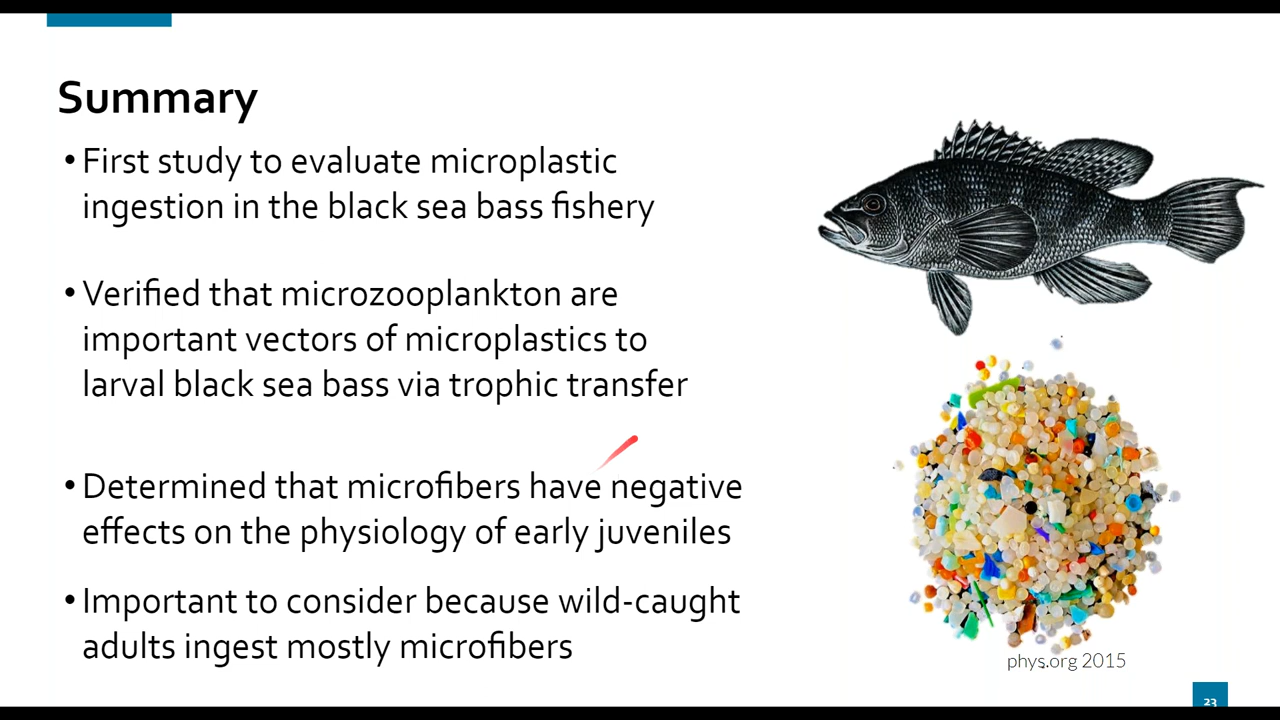 Summary
• First study to evaluate microplastic
ingestion in the black sea bass fishery
• Verified that microzooplankton are
important vectors of microplastics to
larval black sea bass via trophic transfer
• Determined that microfibers have negative
effects on the physiology of early juveniles
• Important to consider because wild-caught
adults ingest mostly microfibers
phys.org 2015
23